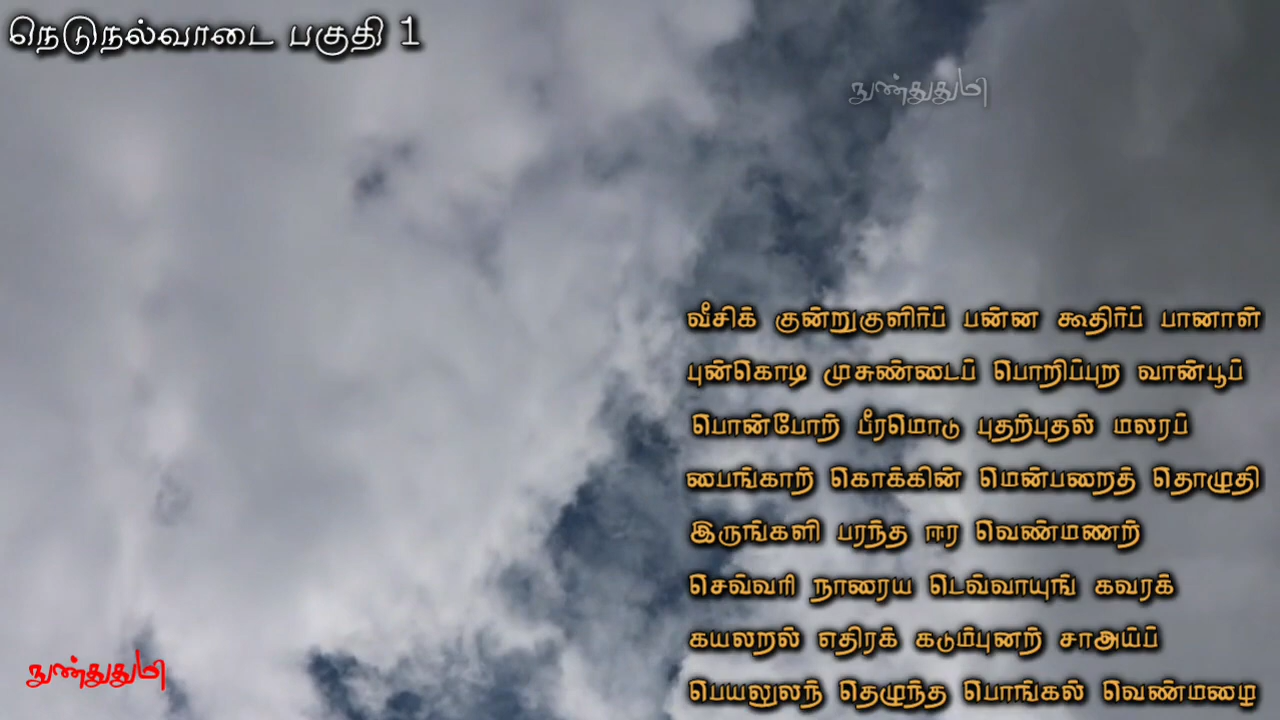 நெடுநல்வாடை பகுதி 1
நுண்துதுமி
வீசிக் குன்றுகுளிர்ப் பன்ன கூதிர்ப் பானாள்
புன்கொடி முசுண்டைப் பொறிப்புற வான்பூப்
பொன்போற் பீரமொடு புதற்புதல் மலரப்
பைங்காற் கொக்கின் மென்பறைத் தொழுதி
இருங்களி பரந்த ஈர வெண்மணற்
செவ்வரி நாரைய டெவ்வாயுங் கவரக்
கயலறல் எதிரக் கடும்புனற் சாஅய்ப்
பெயலுலந் தெழுந்த பொங்கல் வெண்மழை
நுண்துதுமி